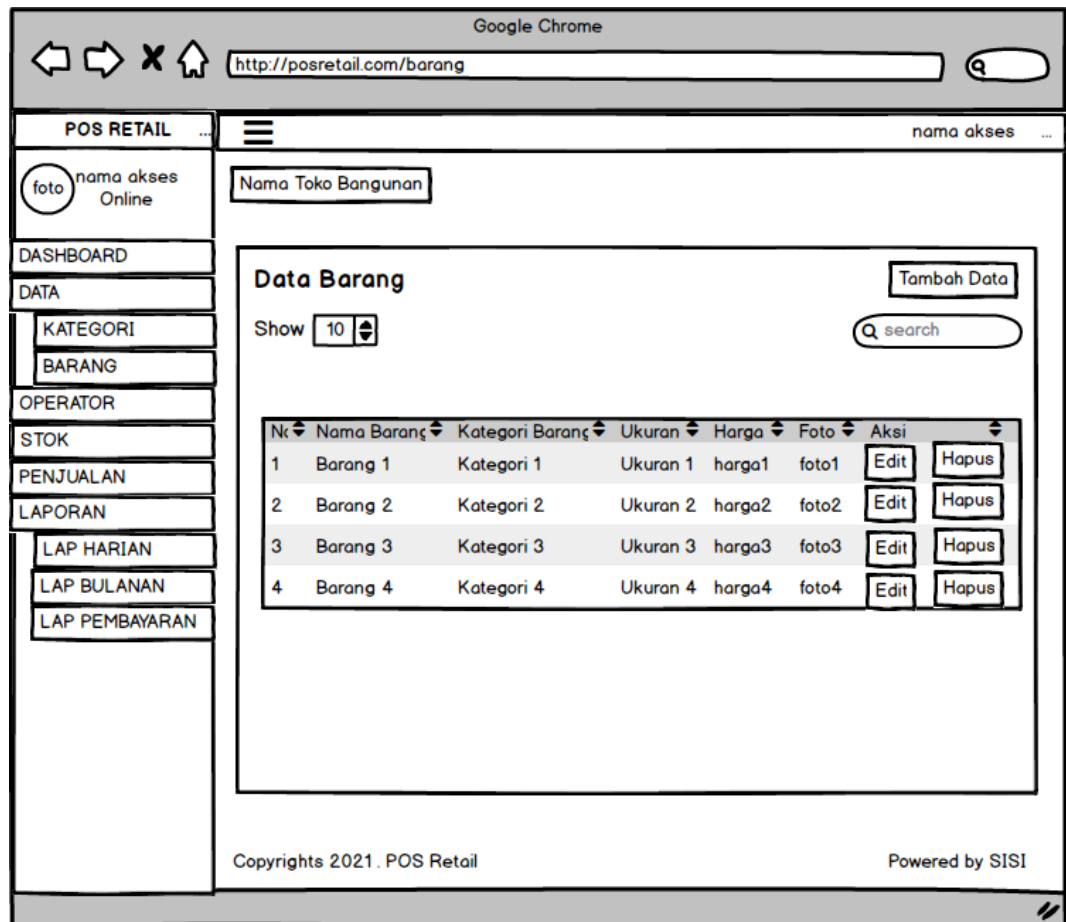 Google Chrome
http://posretail.com/barang
POS RETAIL ...
nama akses ...
foto
nama akses
Online
Nama Toko Bangunan
DASHBOARD
DATA
KATEGORI
BARANG
OPERATOR
STOK
PENJUALAN
LAPORAN
LAP HARIAN
LAP BULANAN
LAP PEMBAYARAN
Data Barang
Tambah Data
Show 10
search
Nama Barang Kategori Barang Ukuran Harga Foto Aksi
1 Barang 1 Kategori 1 Ukuran 1 harga1 foto1 Edit Hapus
2 Barang 2 Kategori 2 Ukuran 2 harga2 foto2 Edit Hapus
3 Barang 3 Kategori 3 Ukuran 3 harga3 foto3 Edit Hapus
4 Barang 4 Kategori 4 Ukuran 4 harga4 foto4 Edit Hapus
Copyrights 2021. POS Retail
Powered by SISI